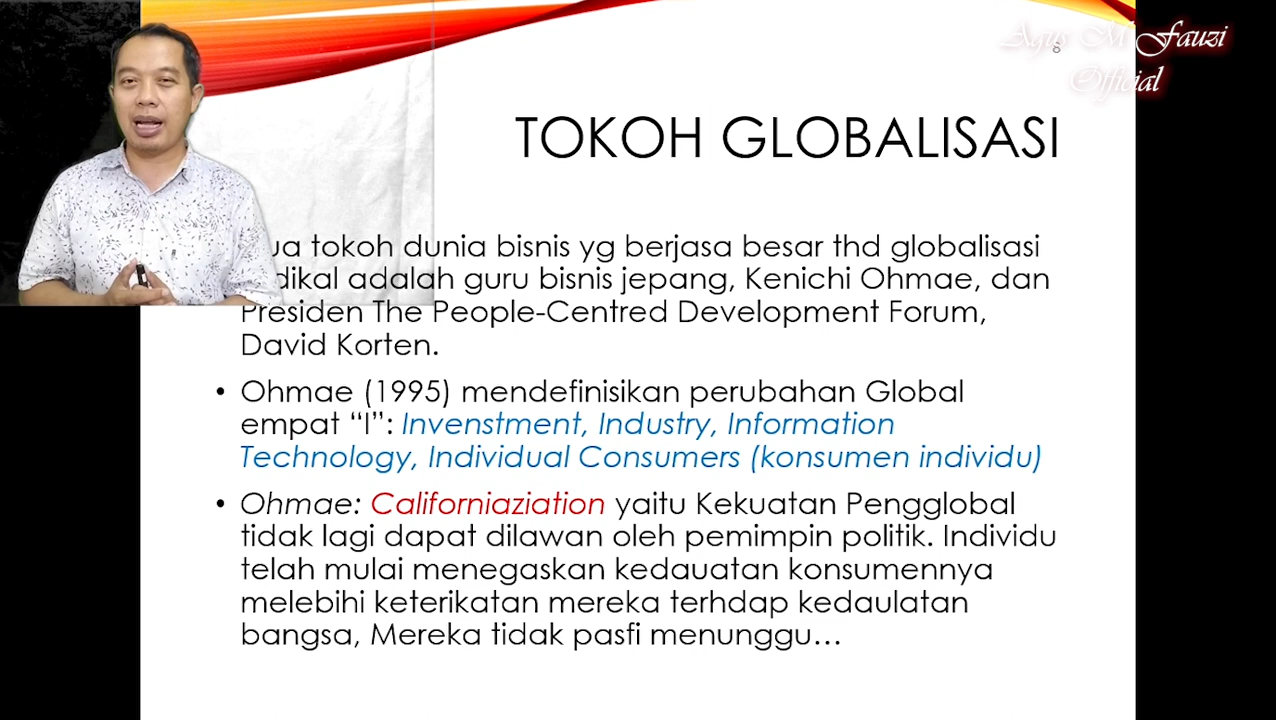 Agus M Fauzi
Official
8
TOKOH GLOBALISASI
tokoh dunia bisnis yg berjasa besar thd globalisasi
adalah guru bisnis jepang, Kenichi Ohmae, dan
Presiden The People-Centred Development Forum,
David Korten.
• Ohmae (1995) mendefinisikan perubahan Global
empat “I”: Invenstment, Industry, Information
Technology, Individual Consumers (konsumen individu)
• Ohmae: Californiaziation yaitu Kekuatan Pengglobal
tidak lagi dapat dilawan oleh pemimpin politik. Individu
telah mulai menegaskan kedauatan konsumennya
melebihi keterikatan mereka terhdap kedaulatan
bangsa, Mereka tidak pasfi menunggu…